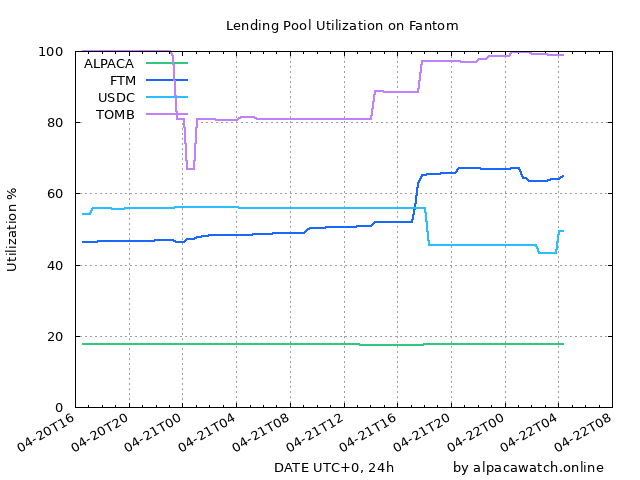 Lending Pool Utilization on Fantom
Utilization %
100
80
60
40
20
0
ALPACA
FTM
USDC
TOMB
04-20T16
04-20T20
04-21T00
04-21T04
04-21T08
04-21T12
04-21T16
04-21T20
04-22T00
04-22T04
04-22T08
DATE UTC+0, 24h
by alpacawatch.online